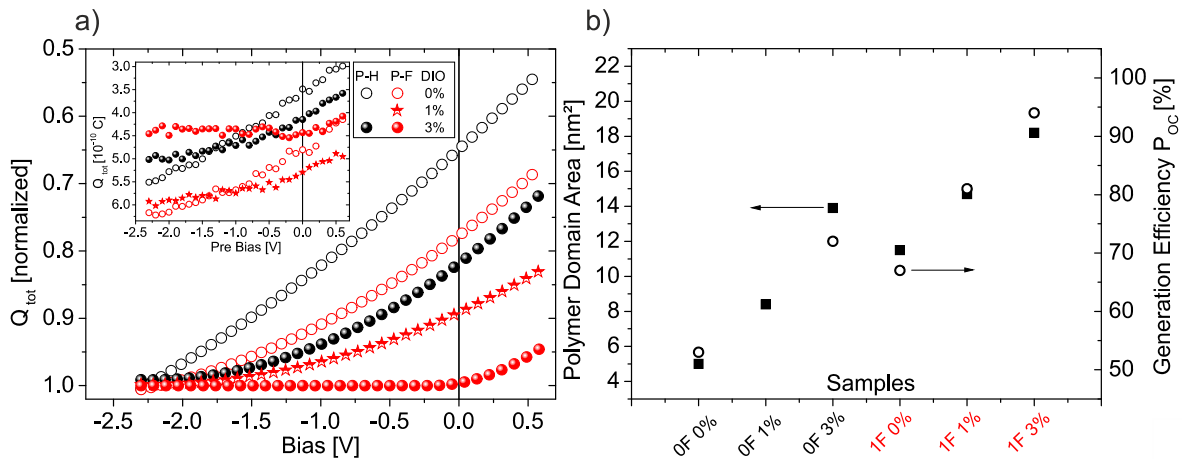 a)
b)
0.5
0.6
0.7
0.8
0.9
1.0
Q tot [normalized]
-2.5 -2.0 -1.5 -1.0 -0.5 0.0 0.5
Bias [V]
3.0
3.5
4.0
4.5
5.0
5.5
6.0
Q tot [10⁻¹⁰ C]
-2.5 -2.0 -1.5 -1.0 -0.5 0.0 0.5
Pre Bias [V]
P-H P-F DIO
0%
1%
3%
22
20
18
16
14
12
10
8
6
4
Polymer Domain Area [nm²]
100
90
80
70
60
50
Generation Efficiency P OC [%]
Samples
0F 0% 0F 1% 0F 3% 1F 0% 1F 1% 1F 3%